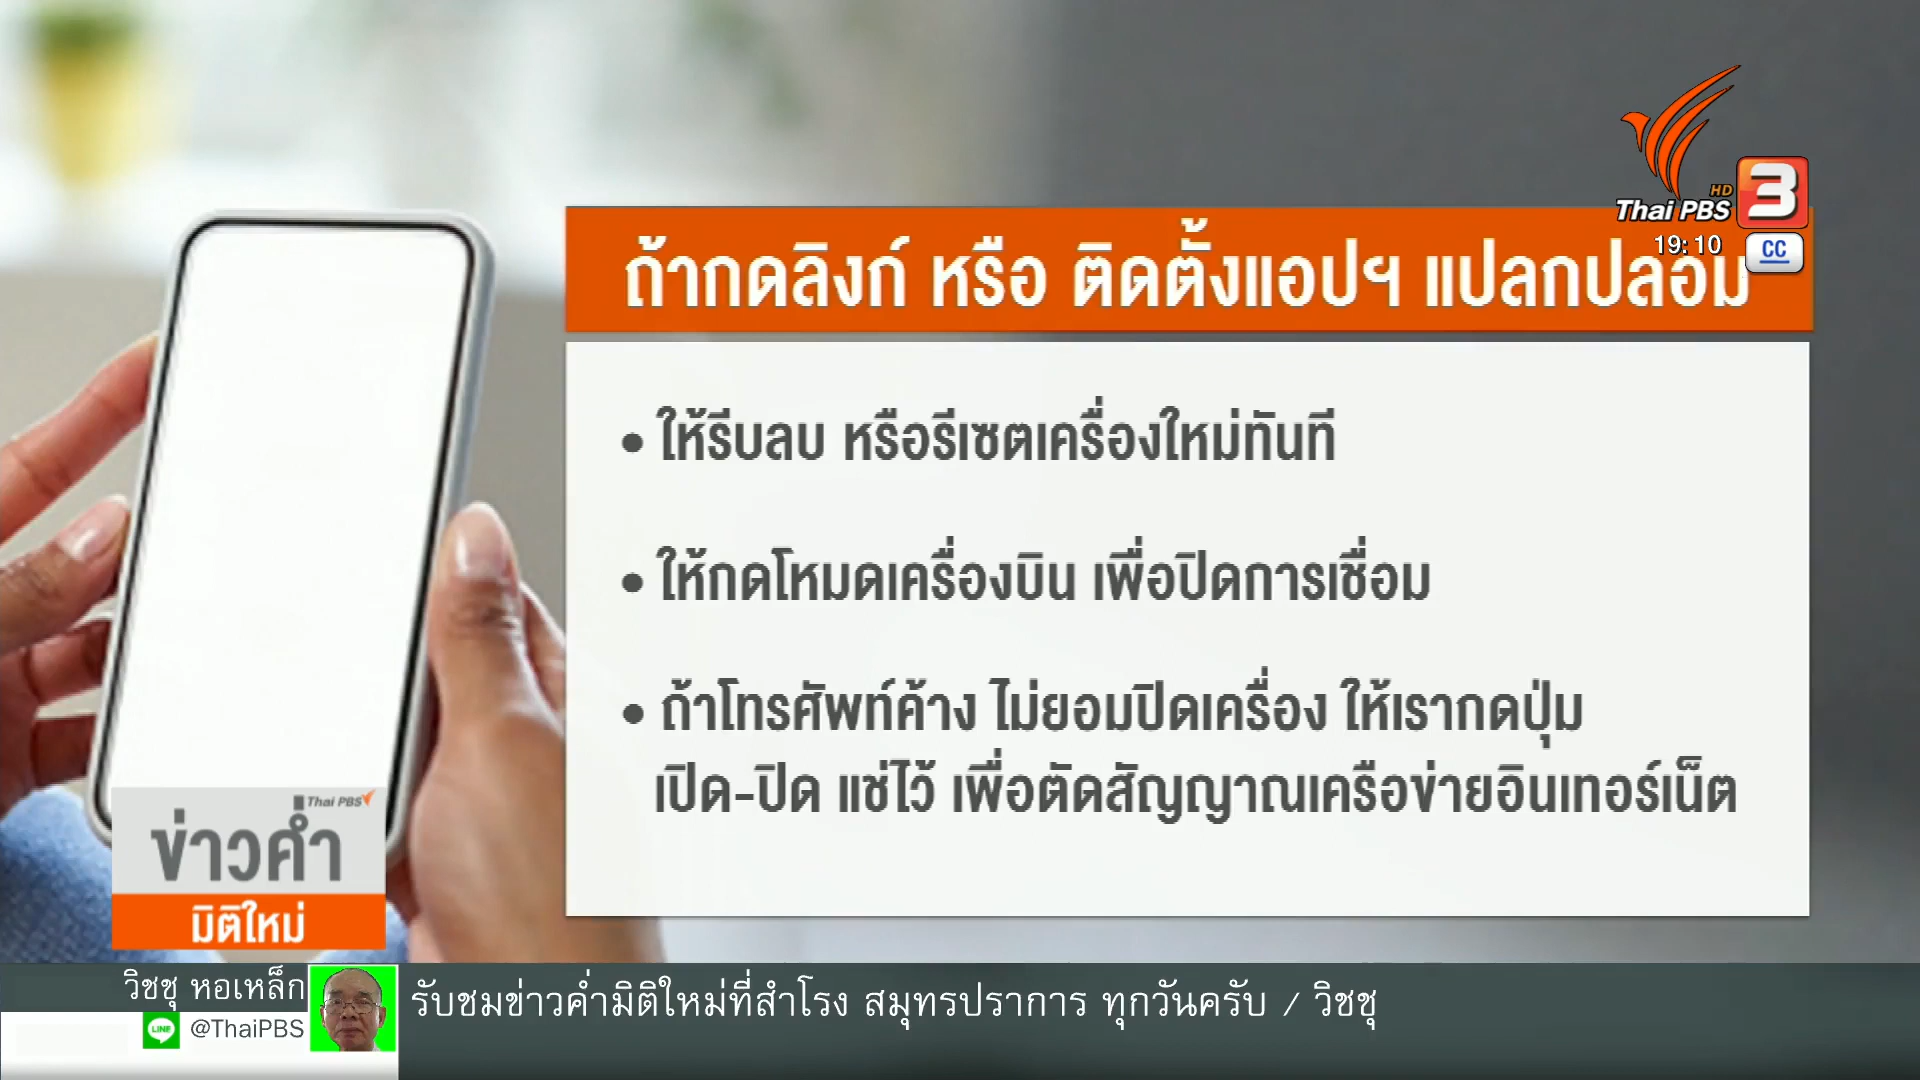 HD
3
Thai PBS
19:10
CC
ถ้ากดลิงก์ หรือ ติดตั้งแอปฯ แปลกปลอม
• ให้รีบลบ หรือรีเซตเครื่องใหม่ทันที
• ให้กดโหมดเครื่องบิน เพื่อปิดการเชื่อม
• ถ้าโทรศัพท์ค้าง ไม่ยอมปิดเครื่อง ให้เรากดปุ่ม
เปิด-ปิด แช่ไว้ เพื่อตัดสัญญาณเครือข่ายอินเทอร์เน็ต
Thai PBS
ข่าวค่ำ
มิติใหม่
วิชชุ หอเหล็ก
LINE @ThaiPBS
รับชมข่าวค่ำมิติใหม่ที่สำโรง สมุทรปราการ ทุกวันครับ / วิชชุ